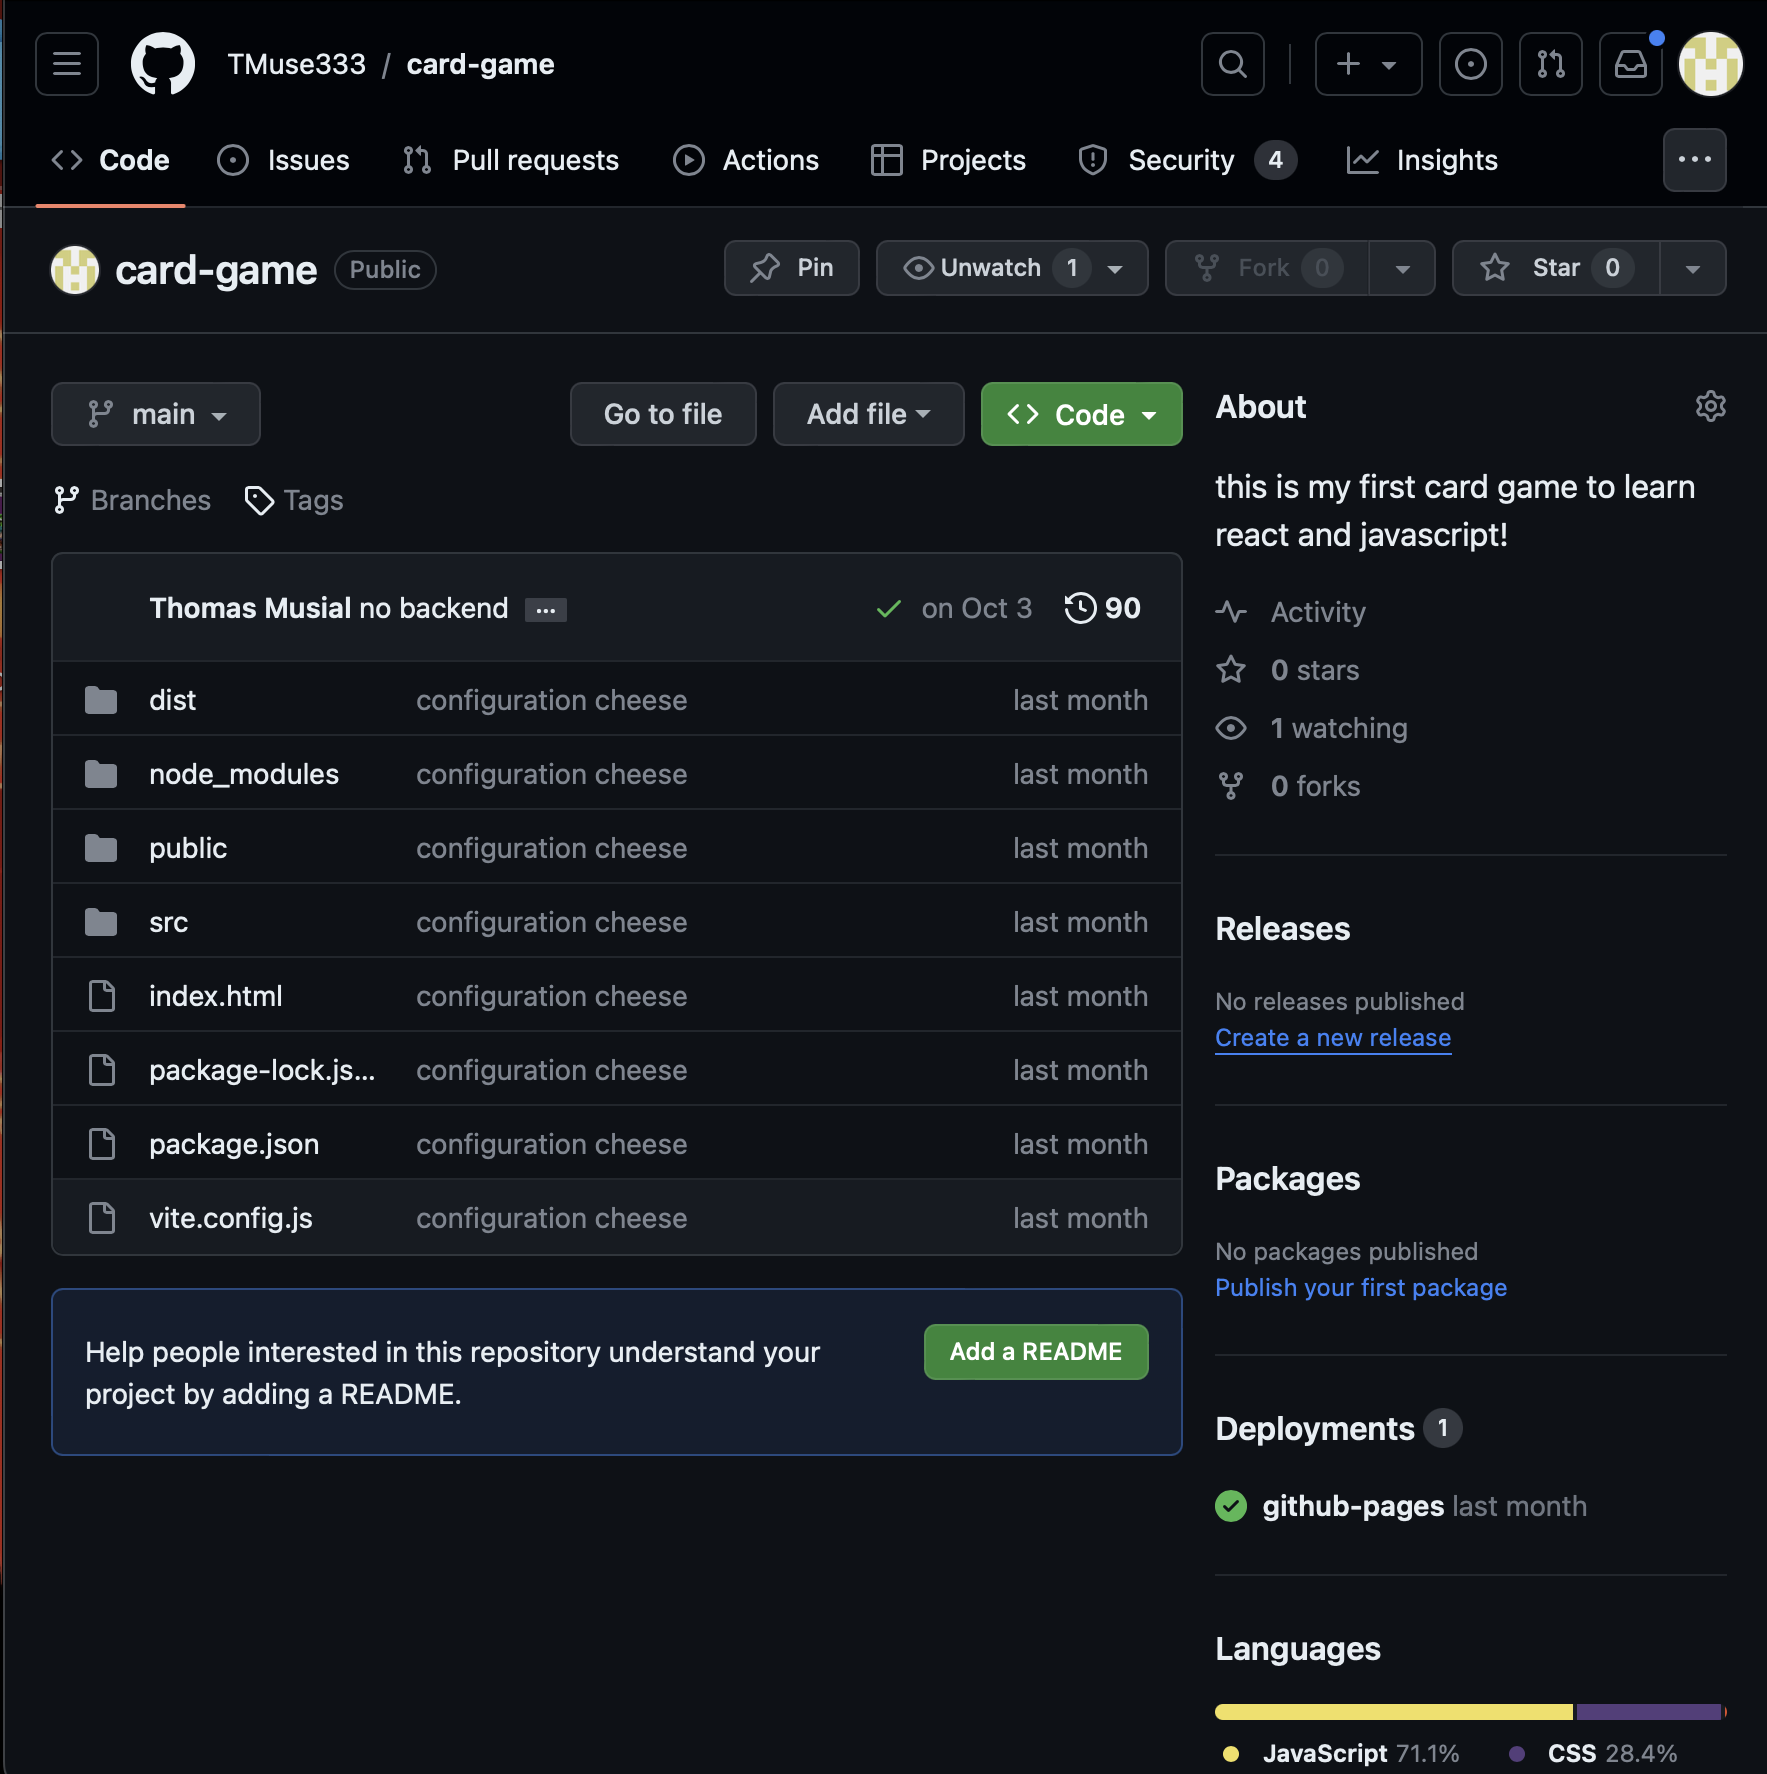 TMuse333 / card-game
Code Issues Pull requests Actions Projects Security 4 Insights
card-game Public Pin Unwatch 1 Fork 0 Star 0
main Go to file Add file Code
Branches Tags
Thomas Musial no backend ... on Oct 3 90
dist configuration cheese last month
node_modules configuration cheese last month
public configuration cheese last month
src configuration cheese last month
index.html configuration cheese last month
package-lock.js... configuration cheese last month
package.json configuration cheese last month
vite.config.js configuration cheese last month
Help people interested in this repository understand your
project by adding a README.
Add a README
About
this is my first card game to learn
react and javascript!
Activity
0 stars
1 watching
0 forks
Releases
No releases published
Create a new release
Packages
No packages published
Publish your first package
Deployments 1
github-pages last month
Languages
JavaScript 71.1% CSS 28.4%